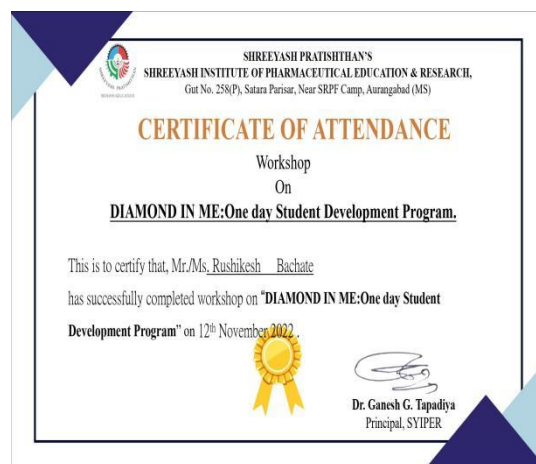 SHREEYASH PRATISHTHAN'S
SHREEYASH INSTITUTE OF PHARMACEUTICAL EDUCATION & RESEARCH,
Gut No. 258(P), Satara Parisar, Near SRPF Camp, Aurangabad (MS)
CERTIFICATE OF ATTENDANCE
Workshop
On
DIAMOND IN ME:One day Student Development Program.
This is to certify that, Mr./Ms. Rushikesh Bachate
has successfully completed workshop on "DIAMOND IN ME:One day Student
Development Program" on 12th November 2022 .
Dr. Ganesh G. Tapadiya
Principal, SYIPER